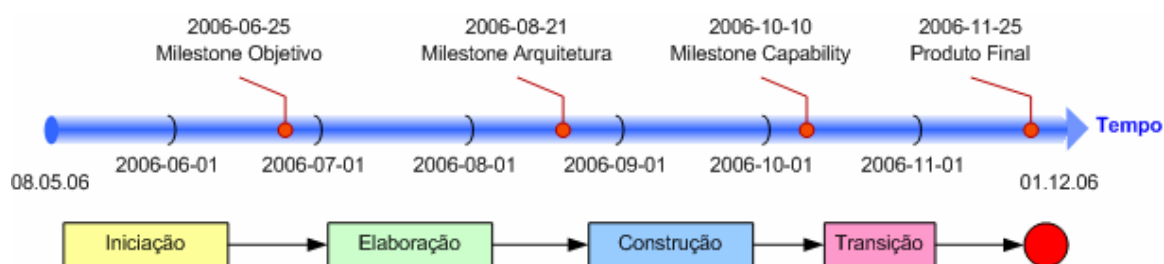 2006-06-25
Milestone Objetivo
2006-08-21
Milestone Arquitetura
2006-10-10
Milestone Capability
2006-11-25
Produto Final
Tempo
2006-06-01
2006-07-01
2006-08-01
2006-09-01
2006-10-01
2006-11-01
08.05.06
01.12.06
Iniciação
Elaboração
Construção
Transição